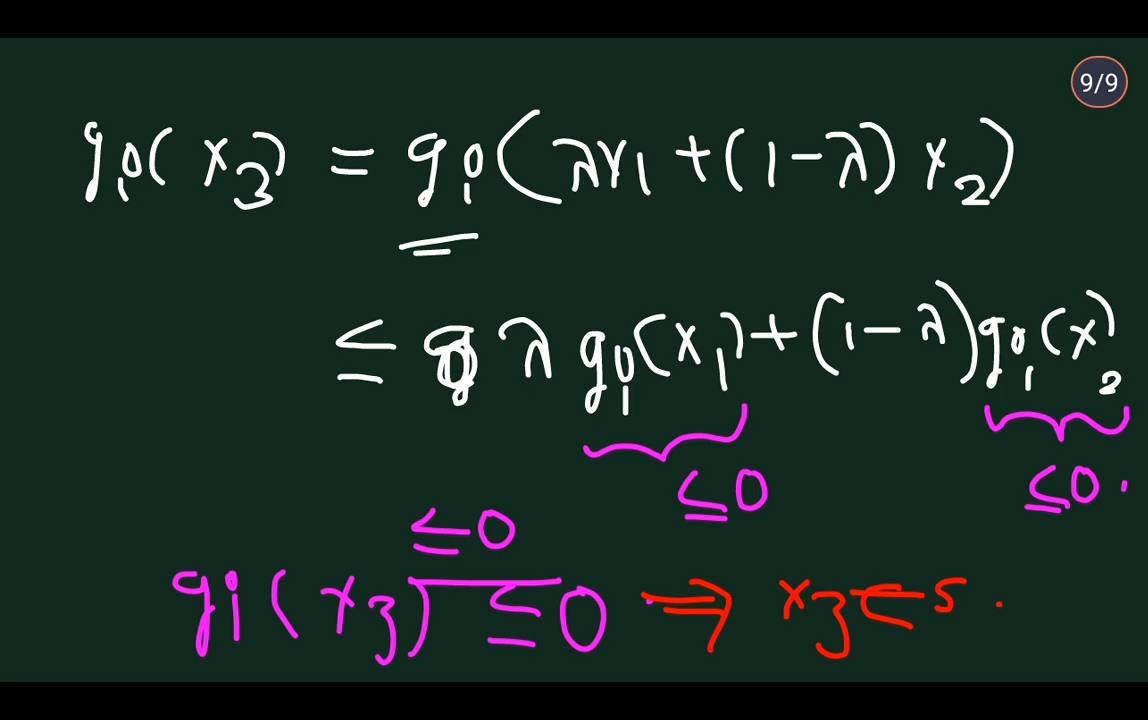 9/9
gi(x₃) = gi(λx₁ + (1-λ)x₂)
≤ λ gi(x₁) + (1-λ)gi(x₂)
≤0 ≤0.
≤0
gi(x₃) ≤ 0 ⇒ x₃ ∈ s.